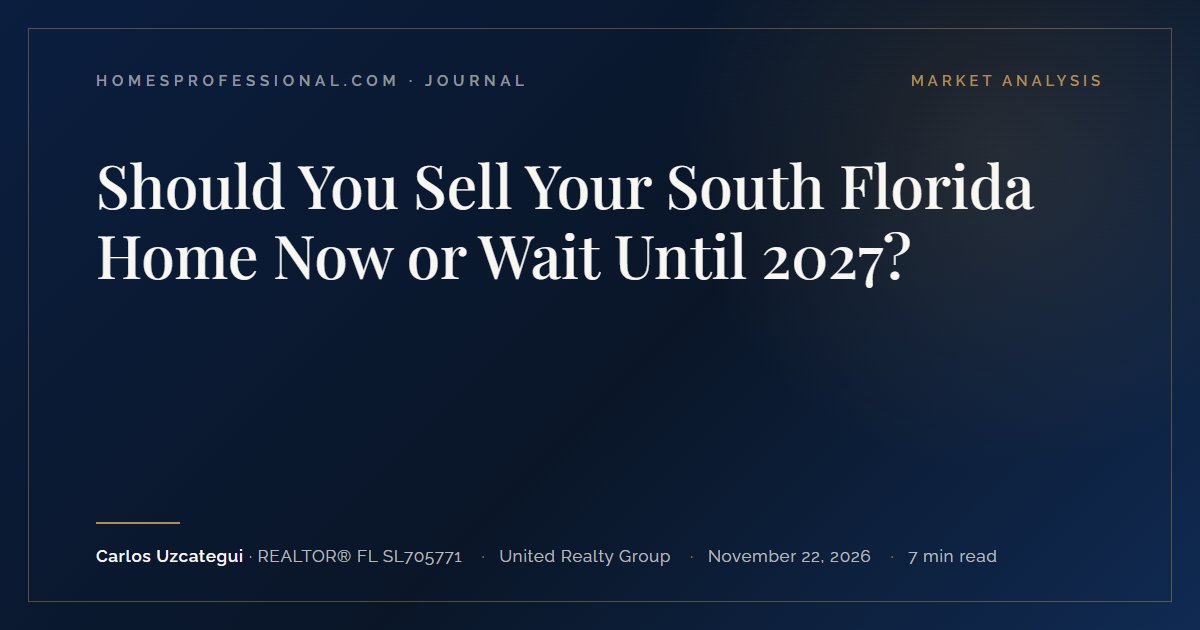 HOMESPROFESSIONAL.COM · JOURNAL
MARKET ANALYSIS
Should You Sell Your South Florida
Home Now or Wait Until 2027?
Carlos Uzcategui · REALTOR® FL SL705771 · United Realty Group · November 22, 2026 · 7 min read